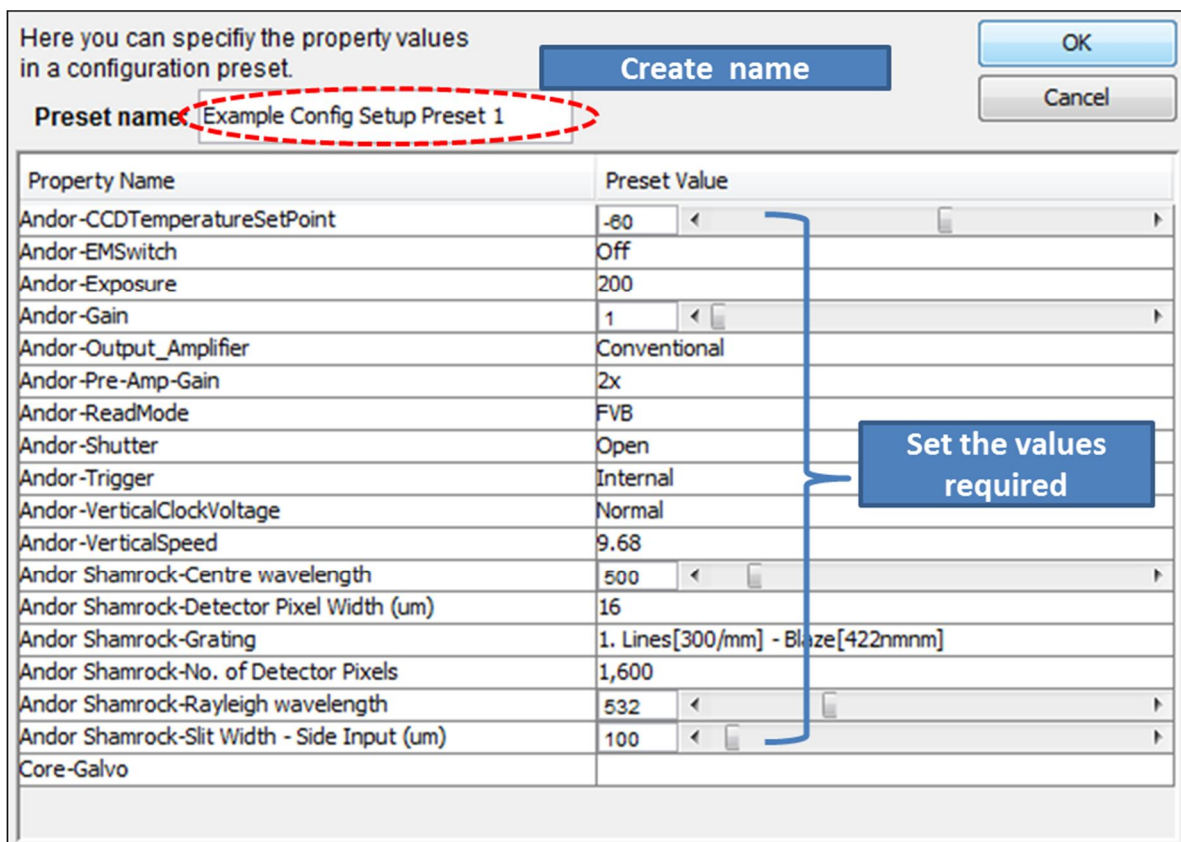 Here you can specifiy the property values
in a configuration preset.
Create name
OK
Cancel
Preset name: Example Config Setup Preset 1
Property Name Preset Value
Andor-CCDTemperatureSetPoint -60
Andor-EMSwitch Off
Andor-Exposure 200
Andor-Gain 1
Andor-Output_Amplifier Conventional
Andor-Pre-Amp-Gain 2x
Andor-ReadMode FVB
Andor-Shutter Open
Andor-Trigger Internal
Andor-VerticalClockVoltage Normal
Andor-VerticalSpeed 9.68
Andor Shamrock-Centre wavelength 500
Andor Shamrock-Detector Pixel Width (um) 16
Andor Shamrock-Grating 1. Lines[300/mm] - Blaze[422nmnm]
Andor Shamrock-No. of Detector Pixels 1,600
Andor Shamrock-Rayleigh wavelength 532
Andor Shamrock-Slit Width - Side Input (um) 100
Core-Galvo
Set the values
required